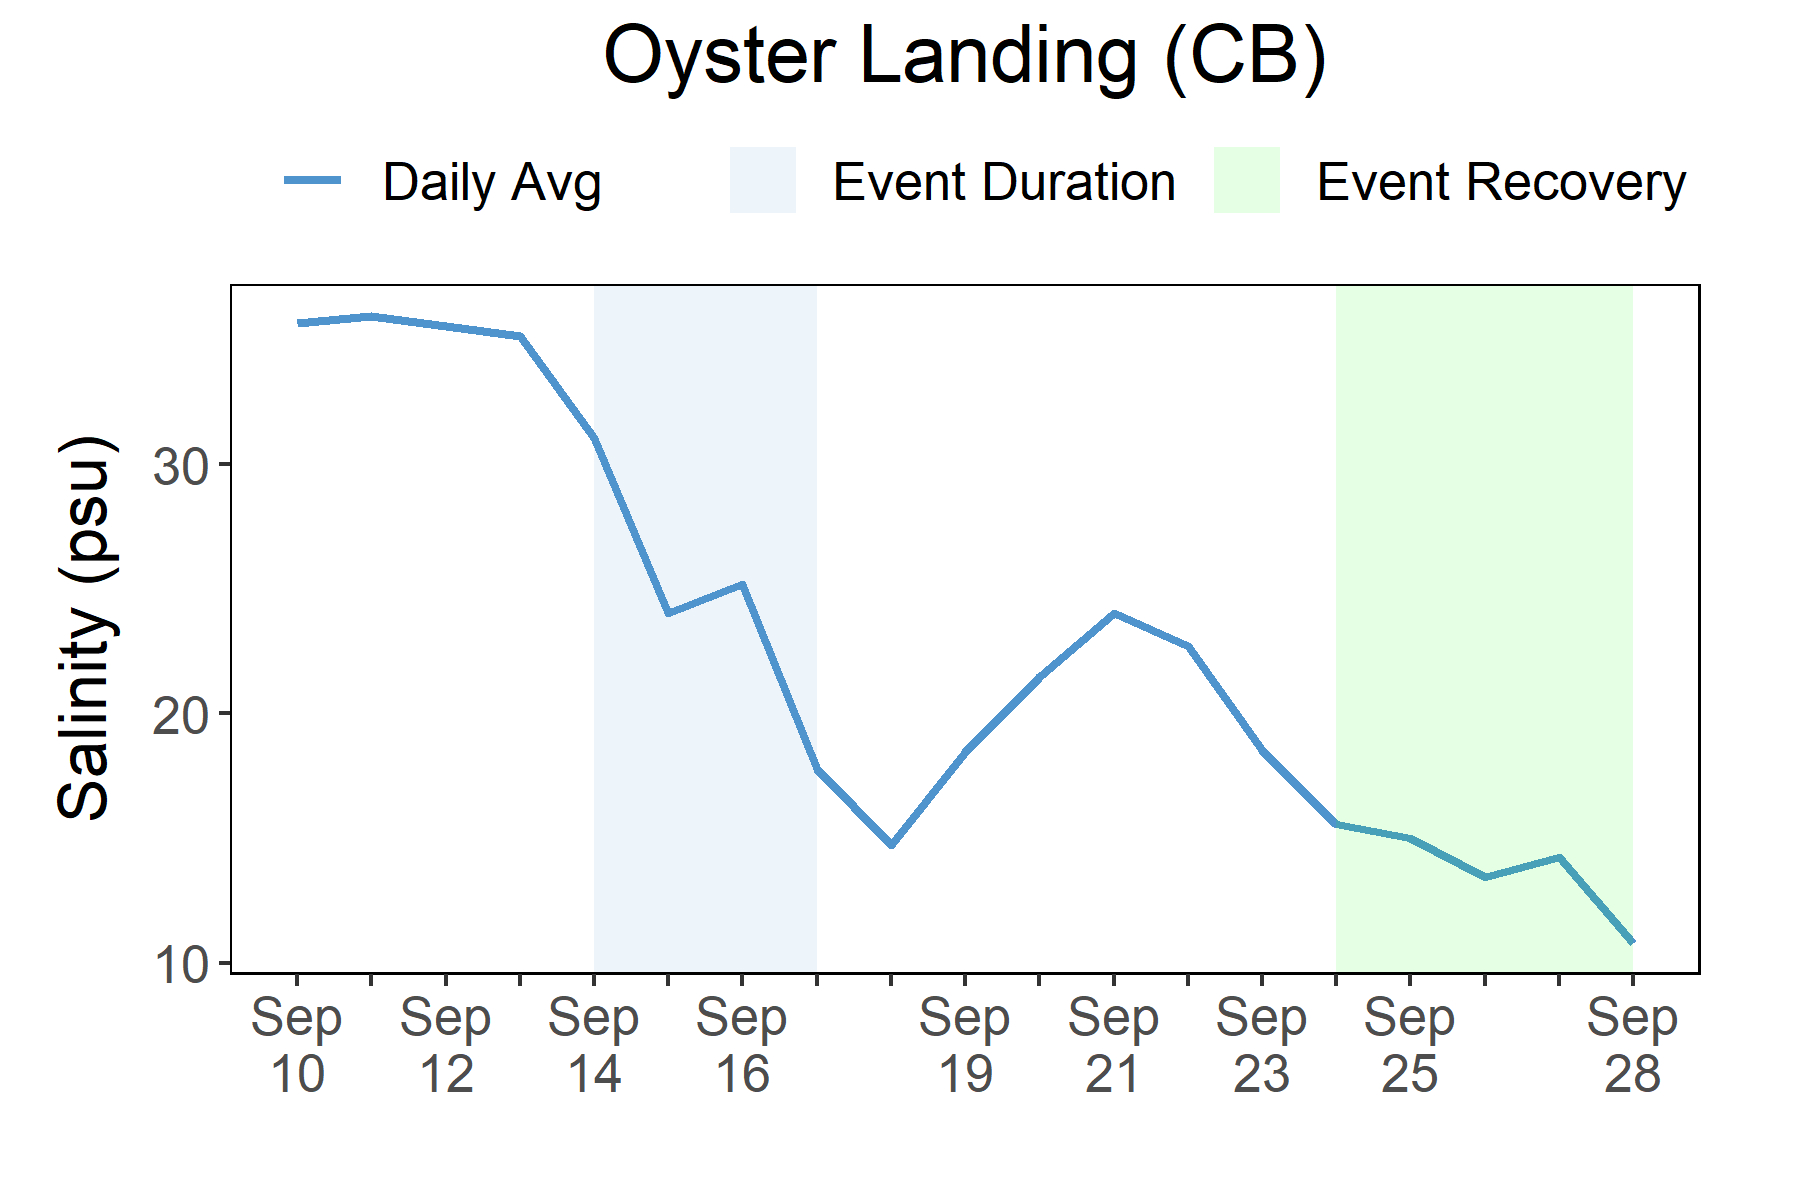 Oyster Landing (CB)
Daily Avg Event Duration Event Recovery
Salinity (psu)
30
20
10
Sep 10
Sep 12
Sep 14
Sep 16
Sep 19
Sep 21
Sep 23
Sep 25
Sep 28